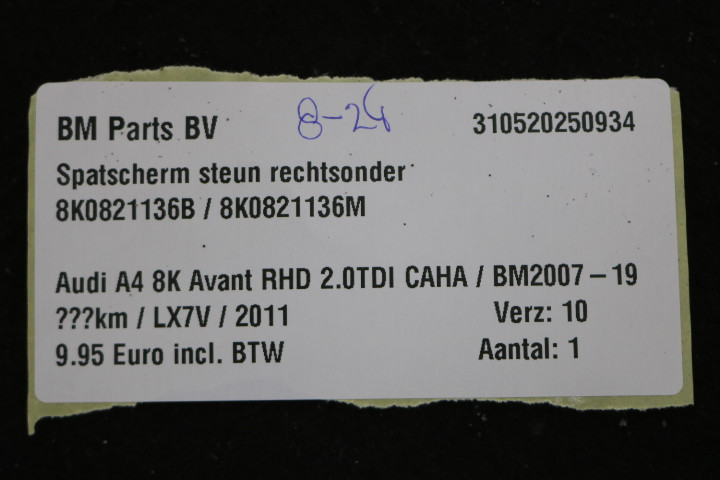 BM Parts BV 8-24 310520250934
Spatscherm steun rechtsonder
8K0821136B / 8K0821136M
Audi A4 8K Avant RHD 2.0TDI CAHA / BM2007-19
???km / LX7V / 2011 Verz: 10
9.95 Euro incl. BTW Aantal: 1